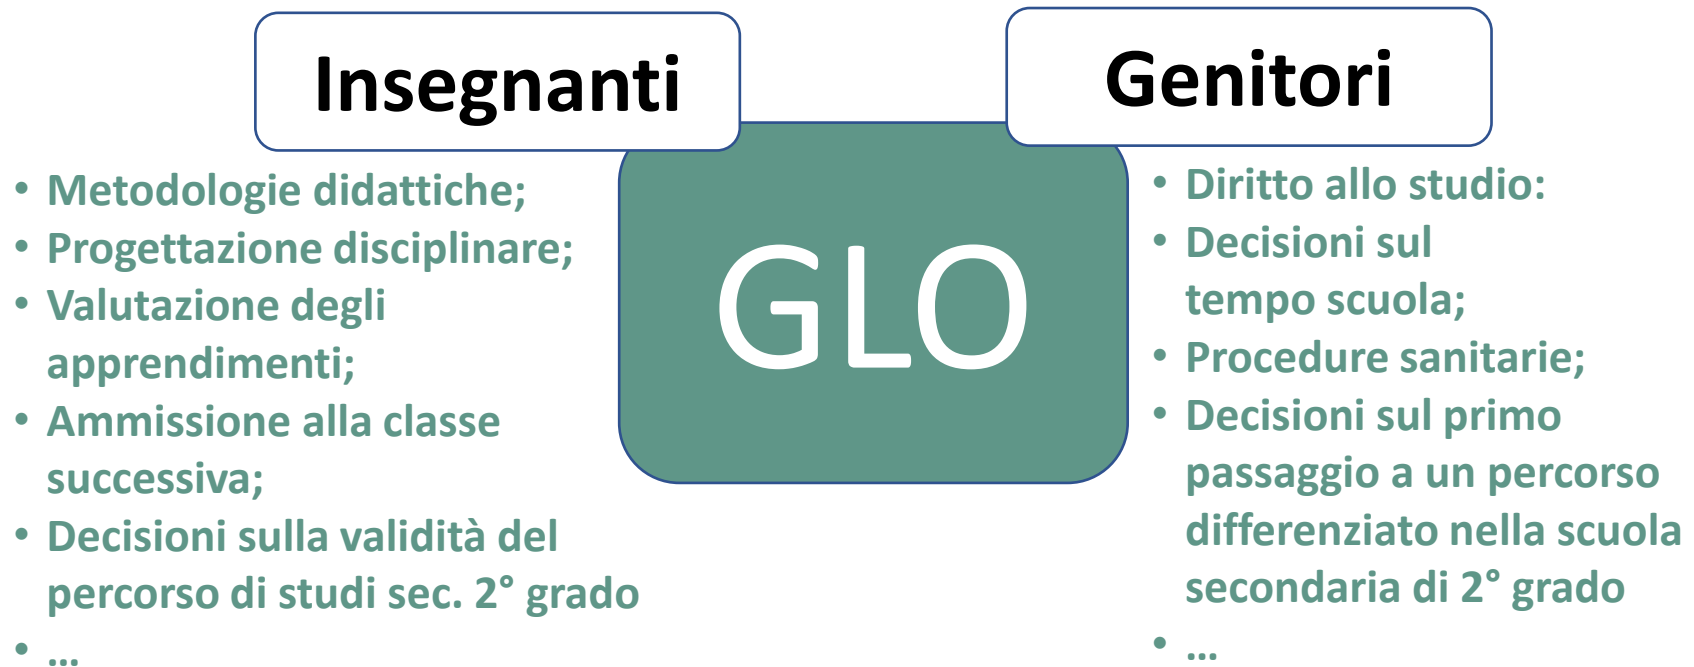 Insegnanti
• Metodologie didattiche;
• Progettazione disciplinare;
• Valutazione degli
apprendimenti;
• Ammissione alla classe
successiva;
• Decisioni sulla validità del
percorso di studi sec. 2° grado
• ...
GLO
Genitori
• Diritto allo studio:
• Decisioni sul
tempo scuola;
• Procedure sanitarie;
• Decisioni sul primo
passaggio a un percorso
differenziato nella scuola
secondaria di 2° grado
• ...